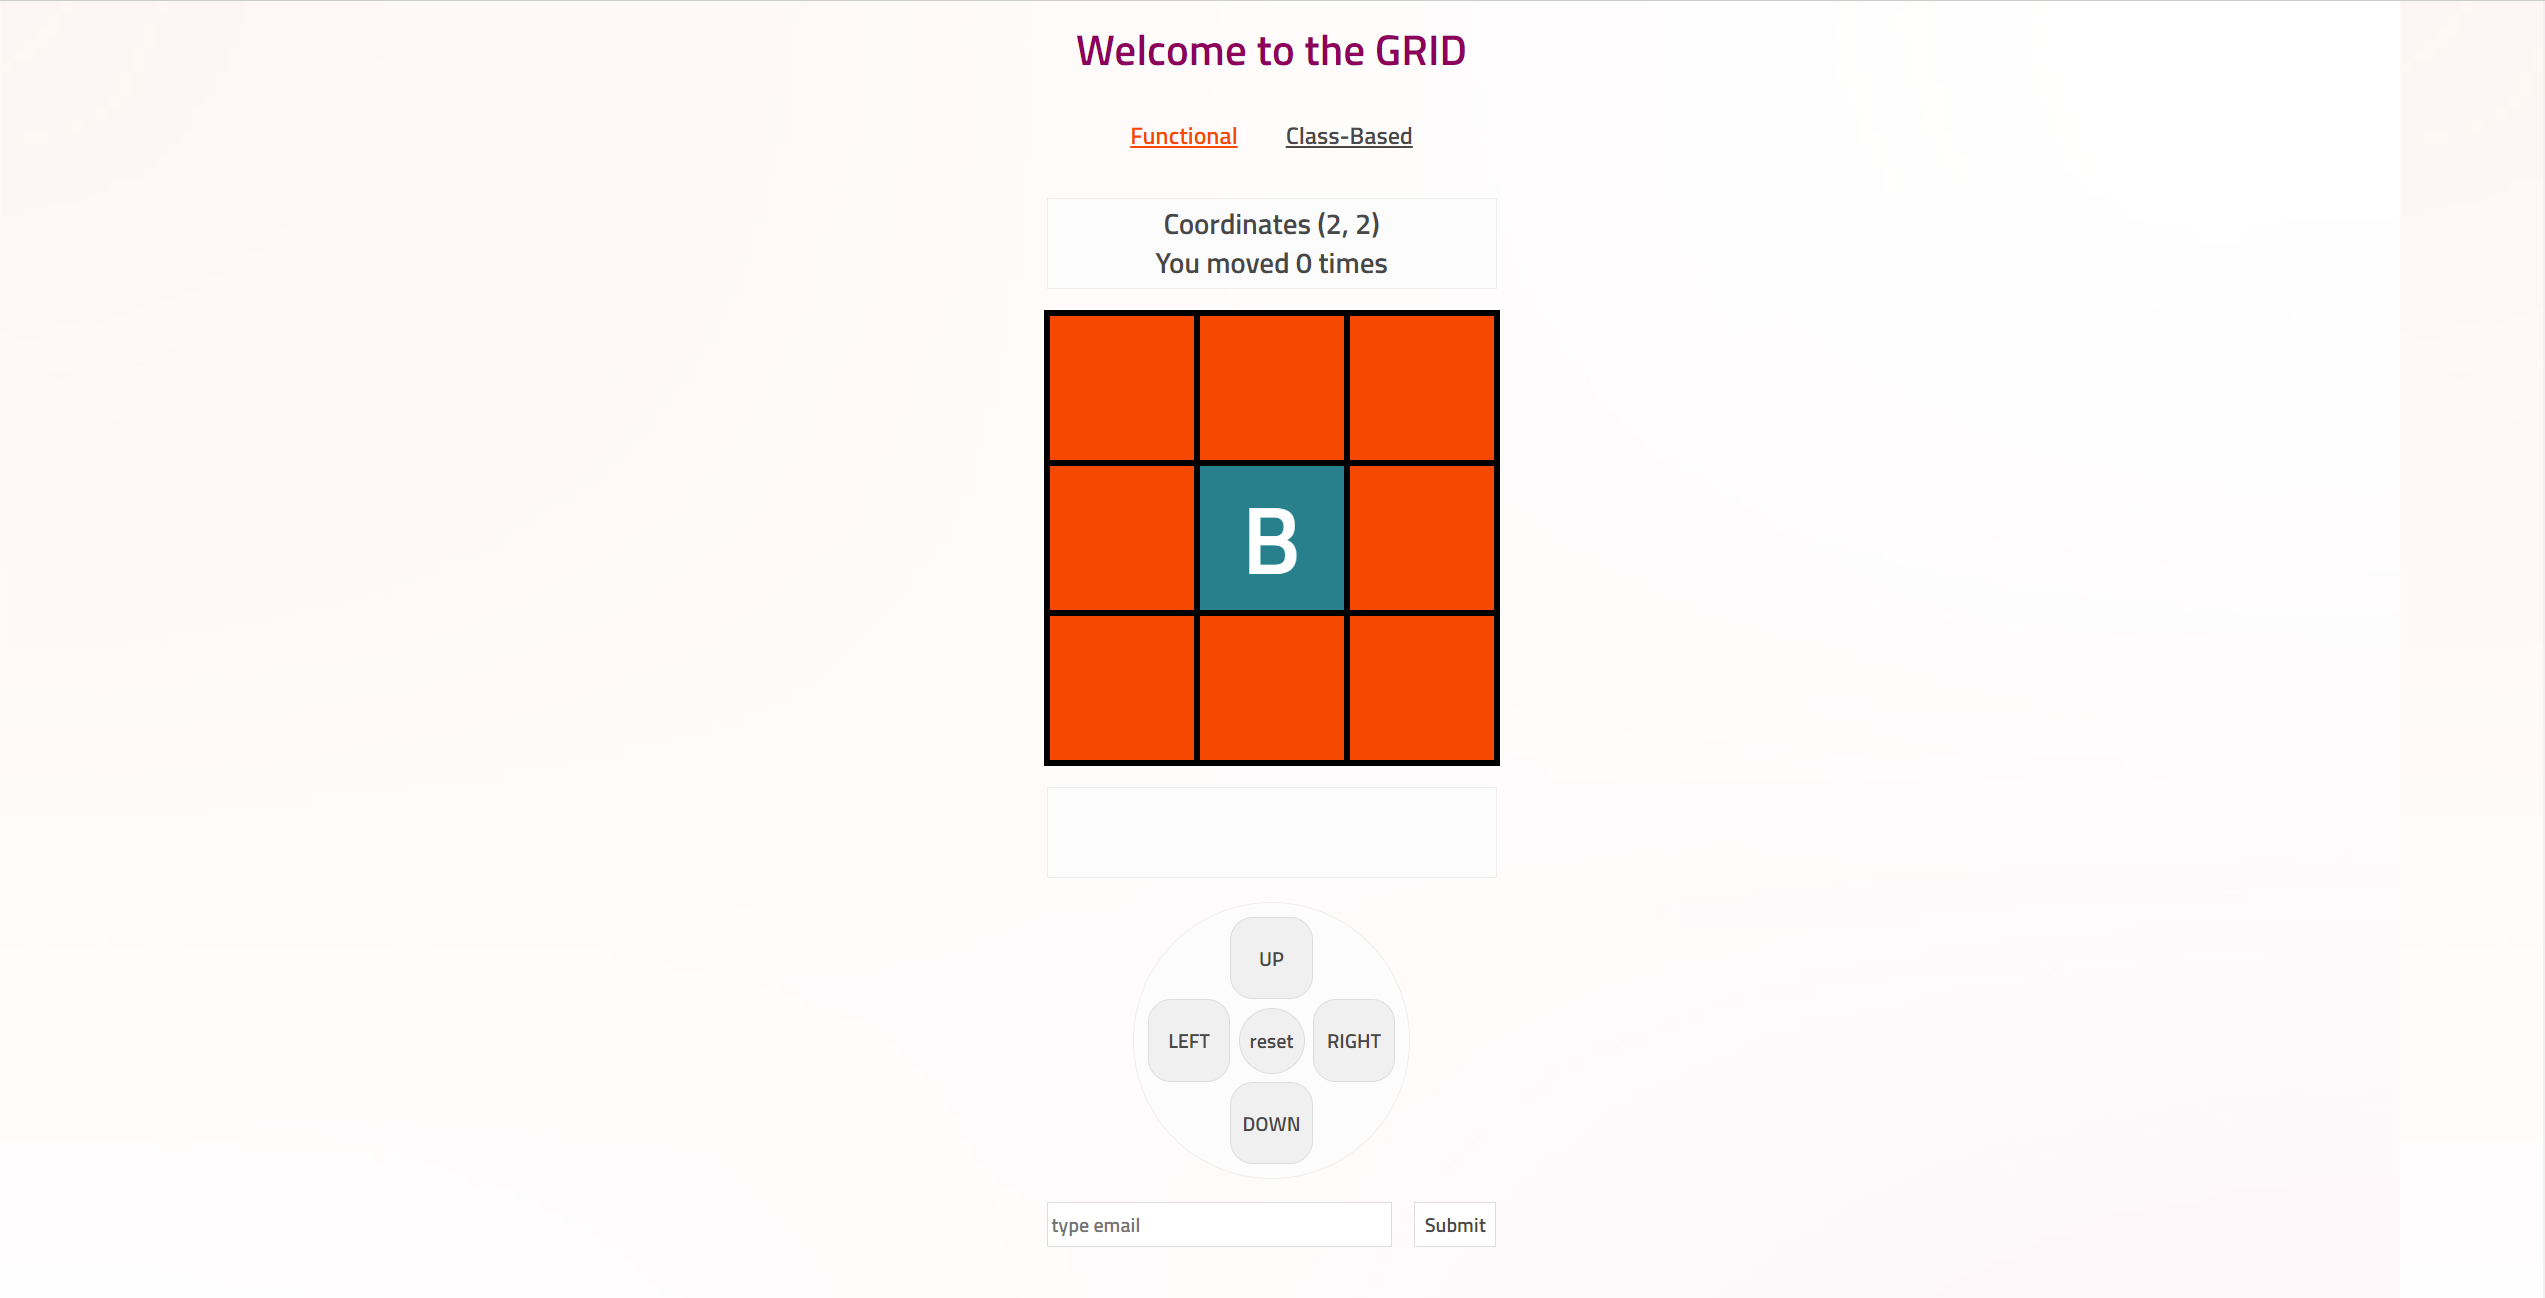 Welcome to the GRID
Functional Class-Based
Coordinates (2, 2)
You moved 0 times
B
UP
LEFT reset RIGHT
DOWN
type email Submit